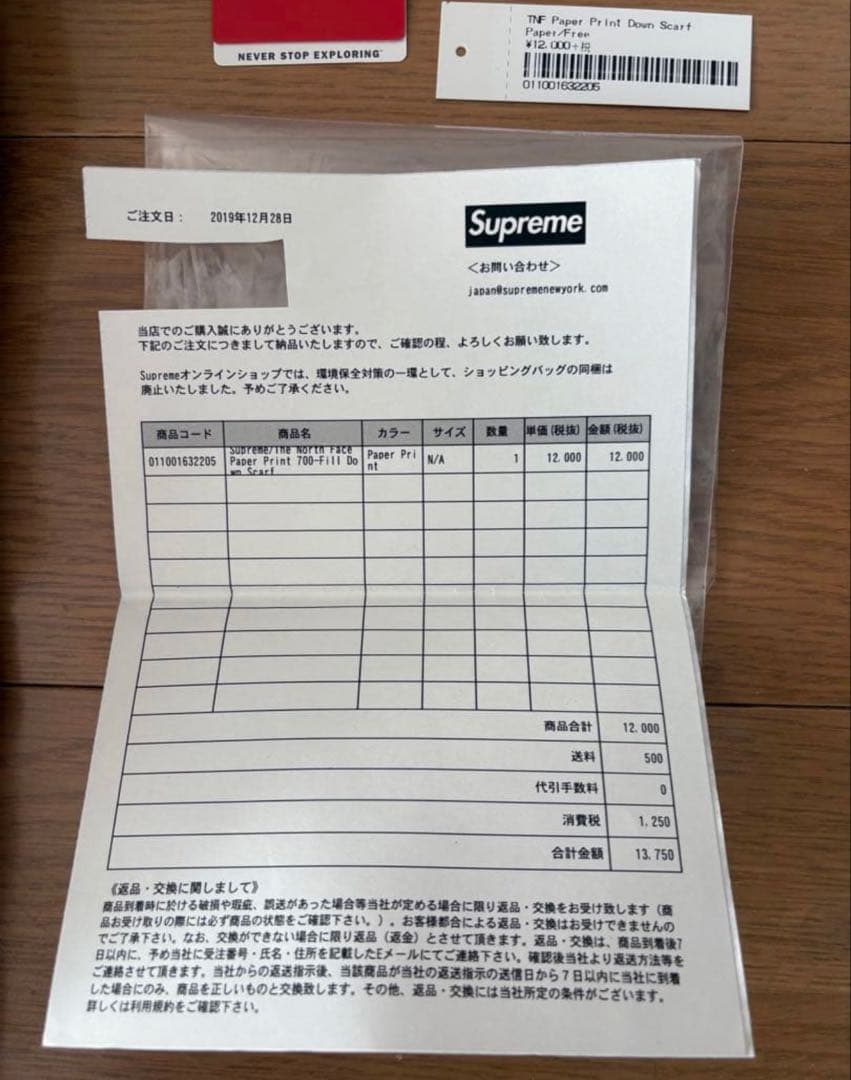 NEVER STOP EXPLORING
TNF Paper Print Down Scarf
Paper/Free
¥12,000+税
011001632205
ご注文日： 2019年12月28日
Supreme
＜お問い合わせ＞
japan@supremenewyork.com
当店でのご購入誠にありがとうございます。
下記のご注文につきまして納品いたしますので、ご確認の程、よろしくお願い致します。
Supremeオンラインショップでは、環境保全対策の一環として、ショッピングバッグの同梱は
廃止いたしました。予めご了承ください。
商品コード 商品名 カラー サイズ 数量 単価(税抜) 金額(税抜)
011001632205 Supreme/The North Face Paper Print 700-Fill Down Scarf Paper Print N/A 1 12,000 12,000
商品合計 12,000
送料 500
代引手数料 0
消費税 1,250
合計金額 13,750
《返品・交換に関しまして》
商品到着時に於ける破損や瑕疵、誤送があった場合等当社が定める場合に限り返品・交換をお受け致します（商
品お受け取りの際には必ず商品の状態をご確認下さい。）。お客様都合による返品・交換はお受けできませんの
でご了承下さい。なお、交換ができない場合に限り返品（返金）とさせて頂きます。返品・交換は、商品到着後7
日以内に、予め当社に受注番号・氏名・住所を記載したEメールにてご連絡下さい。確認後当社より返送方法等を
ご連絡させて頂きます。当社からの返送指示後、当該商品が当社の返送指示の送信日から７日以内に当社に到着
した場合にのみ、商品を正しいものと交換致します。その他、返品・交換には当社所定の条件がございます。
詳しくは利用規約をご確認下さい。